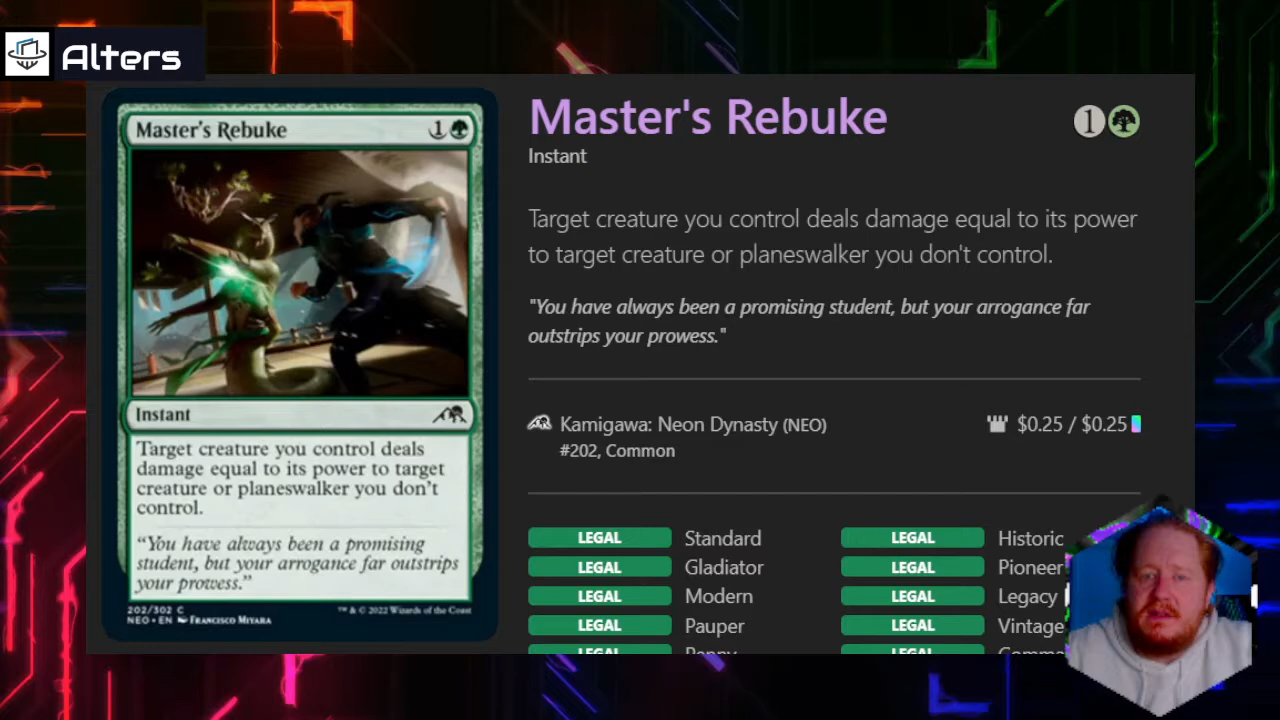 Alters
Master's Rebuke
1
Instant
Target creature you control deals
damage equal to its power to target
creature or planeswalker you don't
control.
"You have always been a promising
student, but your arrogance far outstrips
your prowess."
202/302 C
NEO • EN FRANCISCO MIYARA
™ & © 2022 Wizards of the Coast
Master's Rebuke
1
Instant
Target creature you control deals damage equal to its power
to target creature or planeswalker you don't control.
"You have always been a promising student, but your arrogance far
outstrips your prowess."
Kamigawa: Neon Dynasty (NEO)
#202, Common
$0.25 / $0.25
LEGAL Standard LEGAL Historic
LEGAL Gladiator LEGAL Pioneer
LEGAL Modern LEGAL Legacy
LEGAL Pauper LEGAL Vintage
LEGAL LEGAL